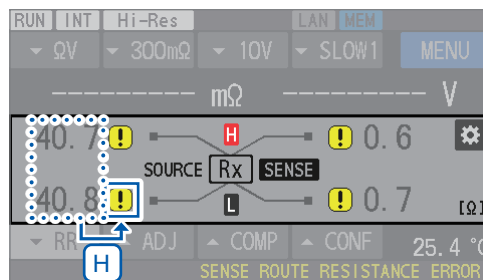 RUN INT Hi-Res LAN MEM
ΩV 300mΩ 10V SLOW1 MENU
---------- mΩ ---------- V
40.7 ! H ! 0.6
SOURCE Rx SENSE
40.8 ! L ! 0.7 [Ω]
RR ADJ COMP CONF 25.4 °C
H SENSE ROUTE RESISTANCE ERROR